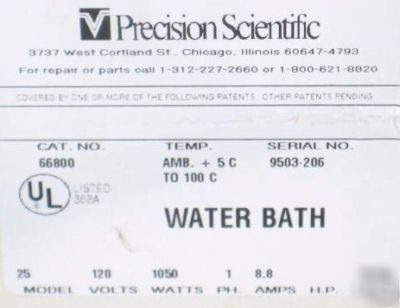 Precision Scientific
3737 West Cortland St., Chicago, Illinois 60647-4793
For repair or parts call 1-312-227-2660 or 1-800-621-8820
COVERED BY ONE OR MORE OF THE FOLLOWING PATENTS OTHER PATENTS PENDING
CAT. NO. TEMP. SERIAL NO.
66800 AMB. + 5 C 9503-206
TO 100 C
UL LISTED
368A
WATER BATH
25 120 1050 1 8.8
MODEL VOLTS WATTS PH. AMPS H.P.